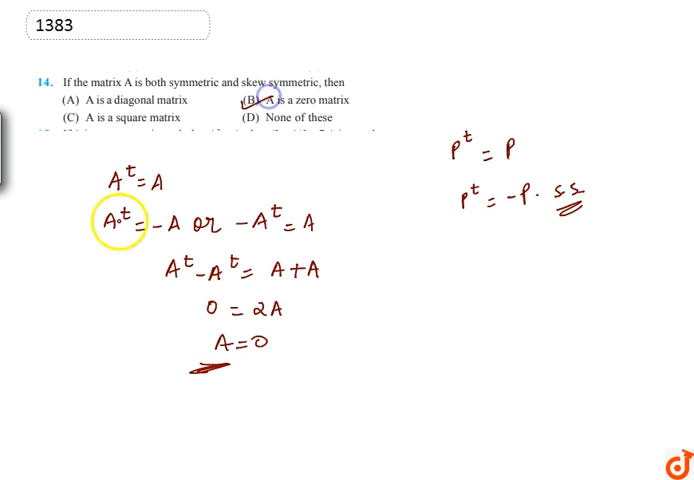 1383
14. If the matrix A is both symmetric and skew symmetric, then
(A) A is a diagonal matrix (B) A is a zero matrix
(C) A is a square matrix (D) None of these
P^t = P
P^t = -P. s.s.
A^t = A
A^t = -A or -A^t = A
A^t - A^t = A + A
0 = 2A
A = 0